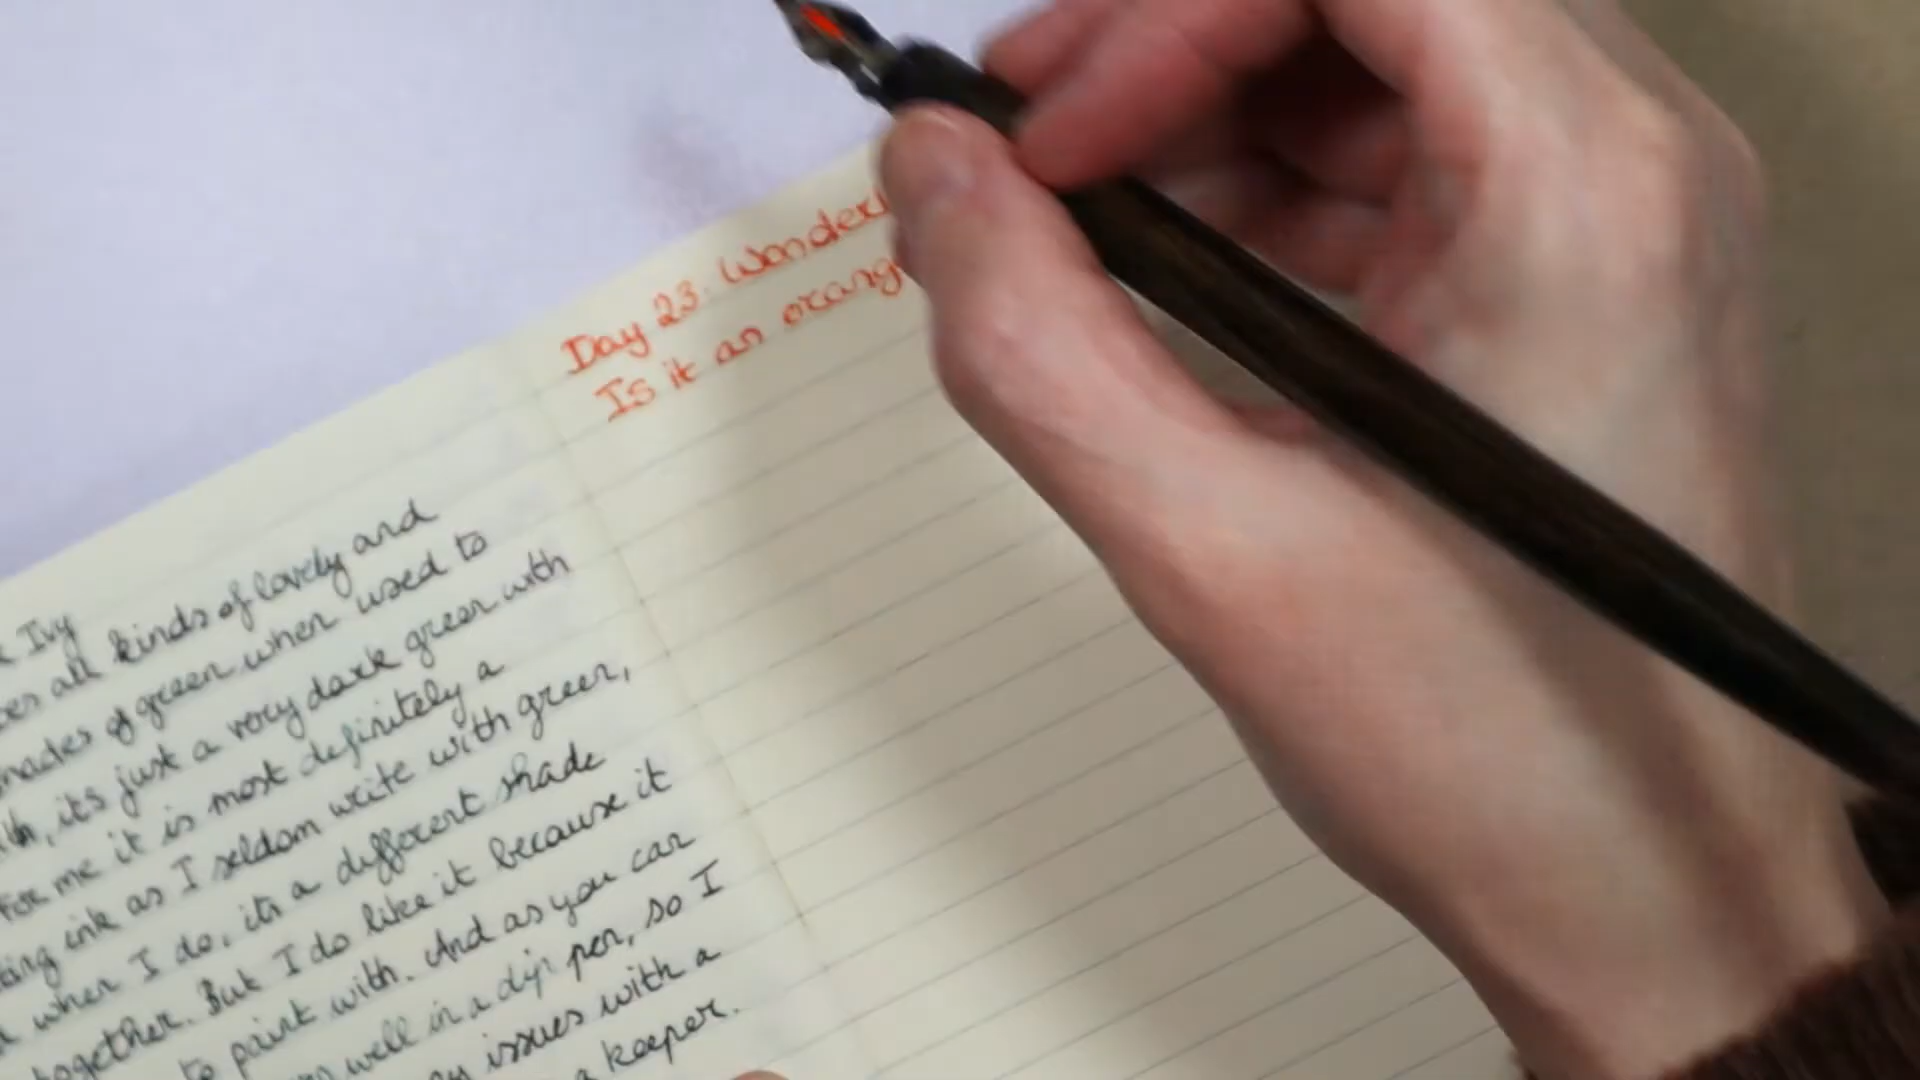 Ivy
all kinds of lovely and
shades of green when used to
with, its just a very dark green with
For me it is most definitely a
ink as I seldom write with green,
when I do, its a different shade
together. But I do like it because it
to paint with. And as you can
well in a dip pen, so I
issues with a
a keeper.
Day 23: Wonderl
Is it an orang